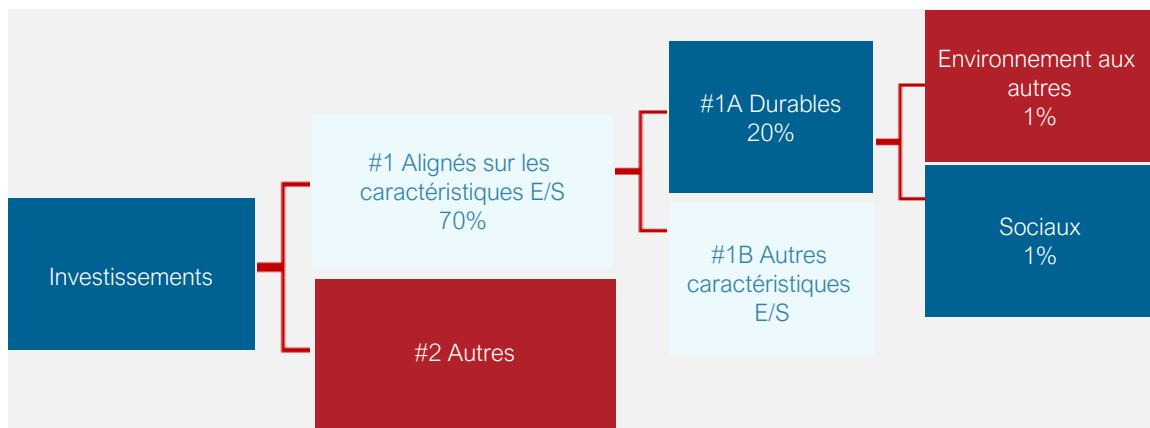 Investissements
#1 Alignés sur les
caractéristiques E/S
70%
#2 Autres
#1A Durables
20%
#1B Autres
caractéristiques
E/S
Environnement aux
autres
1%
Sociaux
1%